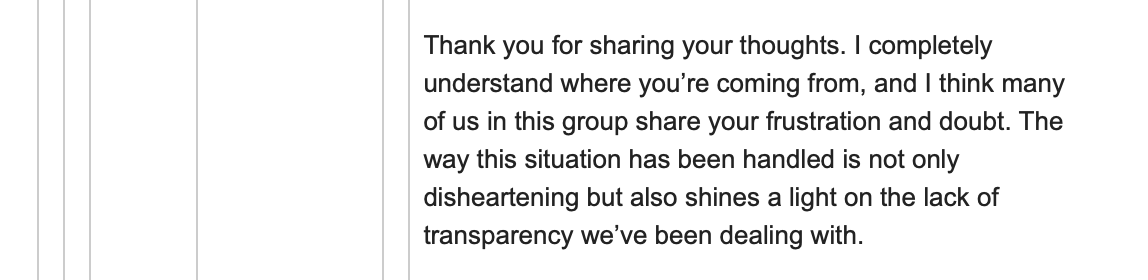 Thank you for sharing your thoughts. I completely
understand where you’re coming from, and I think many
of us in this group share your frustration and doubt. The
way this situation has been handled is not only
disheartening but also shines a light on the lack of
transparency we’ve been dealing with.